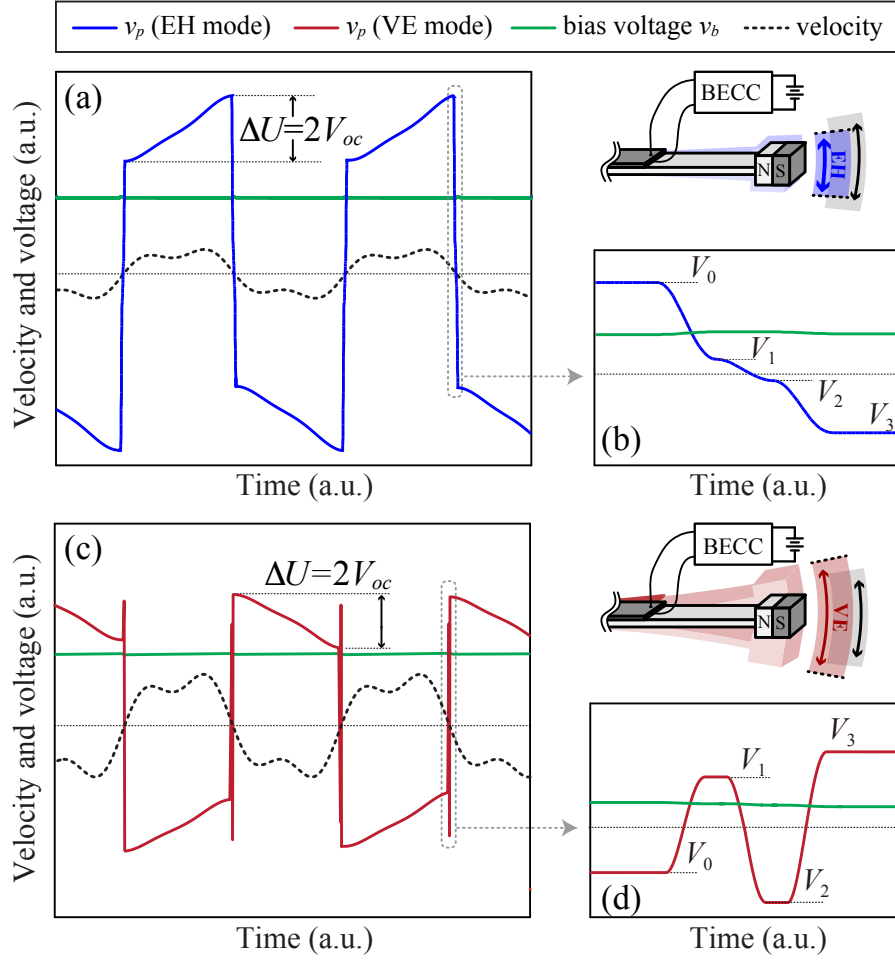 v_p (EH mode) v_p (VE mode) bias voltage v_b velocity
(a)
ΔU=2V_oc
Velocity and voltage (a.u.)
Time (a.u.)
BECC
N S
EH
V_0
V_1
V_2
V_3
(b)
Time (a.u.)
(c)
ΔU=2V_oc
Velocity and voltage (a.u.)
Time (a.u.)
BECC
N S
VE
V_3
V_1
V_0
V_2
(d)
Time (a.u.)